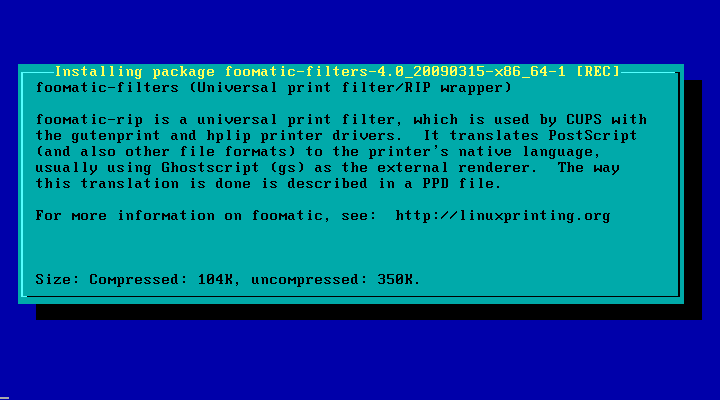 Installing package foomatic-filters-4.0_20090315-x86_64-1 [REC]
foomatic-filters (Universal print filter/RIP wrapper)
foomatic-rip is a universal print filter, which is used by CUPS with
the gutenprint and hplip printer drivers.  It translates PostScript
(and also other file formats) to the printer's native language,
usually using Ghostscript (gs) as the external renderer.  The way
this translation is done is described in a PPD file.
For more information on foomatic, see:  http://linuxprinting.org
Size: Compressed: 104K, uncompressed: 350K.